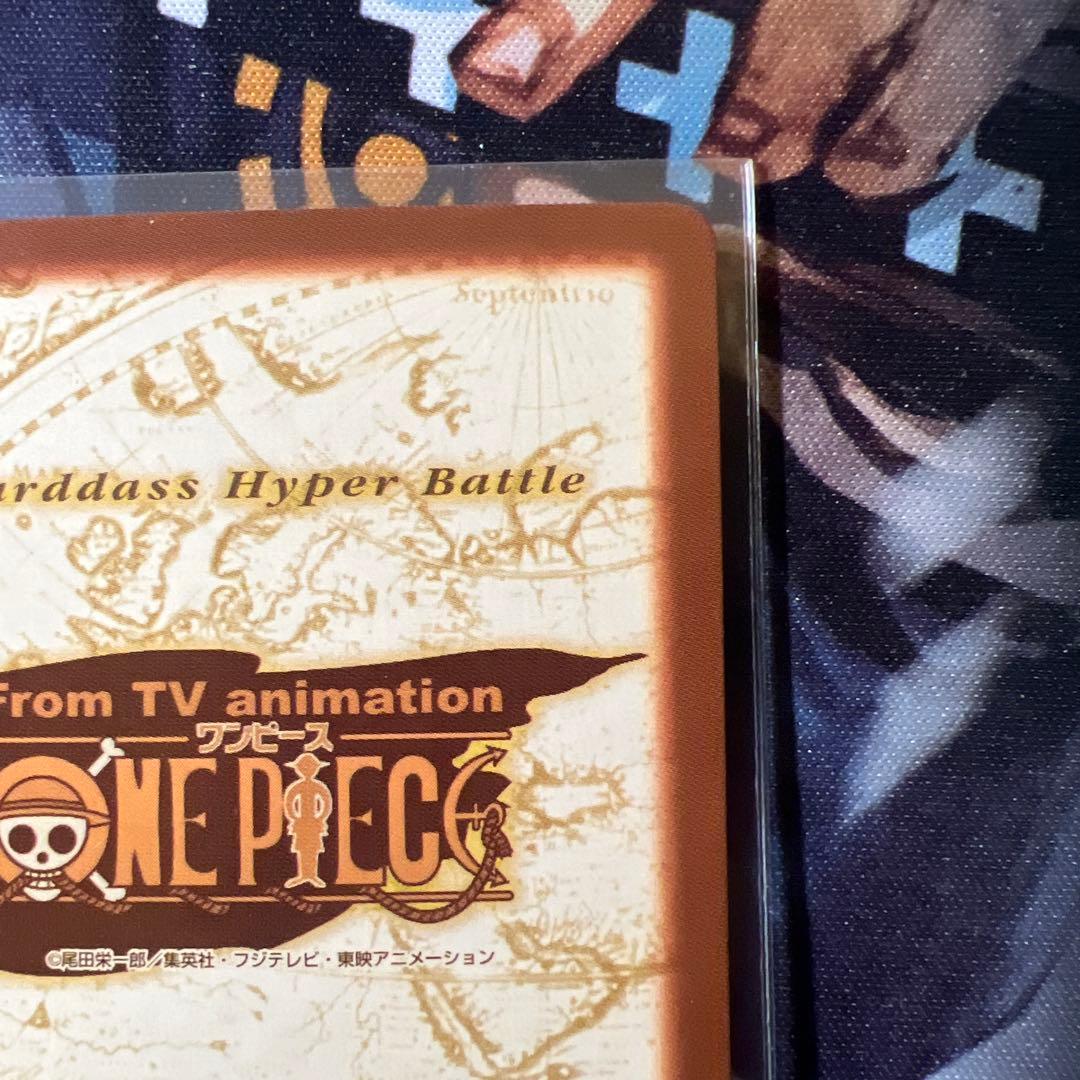 Septentrio
arddass Hyper Battle
From TV animation
ワンピース
ONE PIECE
©尾田栄一郎／集英社・フジテレビ・東映アニメーション